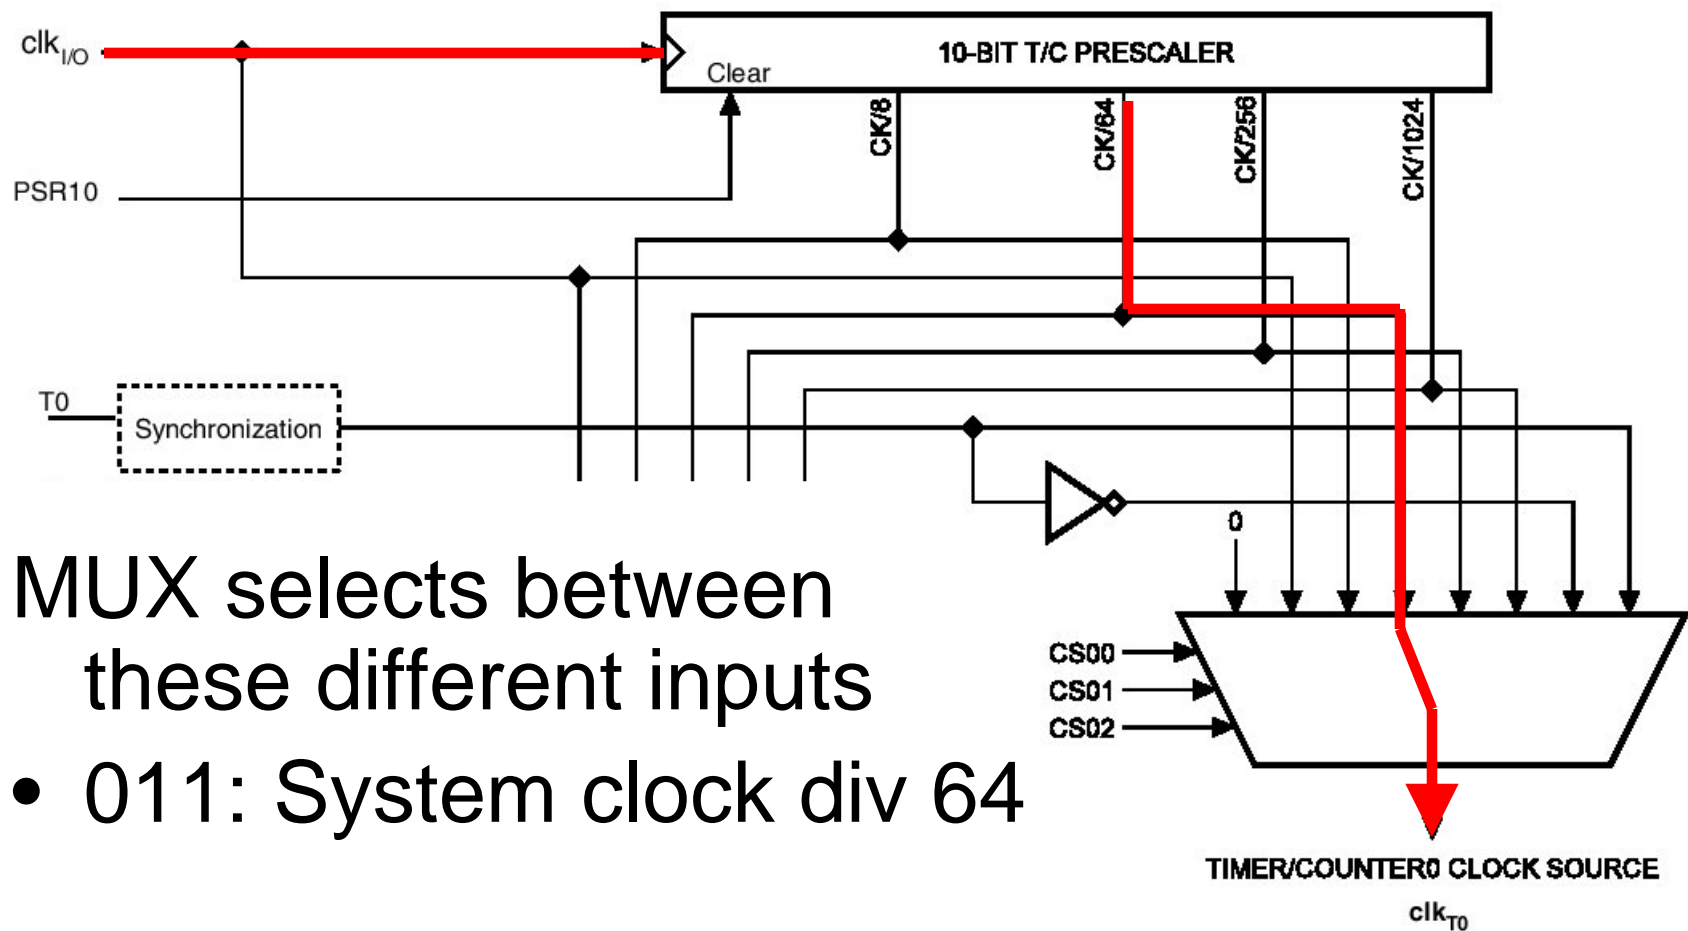 clkI/O
10-BIT T/C PRESCALER
Clear
CK/8
CK/64
CK/256
CK/1024
PSR10
T0
Synchronization
0
MUX selects between
these different inputs
• 011: System clock div 64
CS00
CS01
CS02
TIMER/COUNTER0 CLOCK SOURCE
clkT0